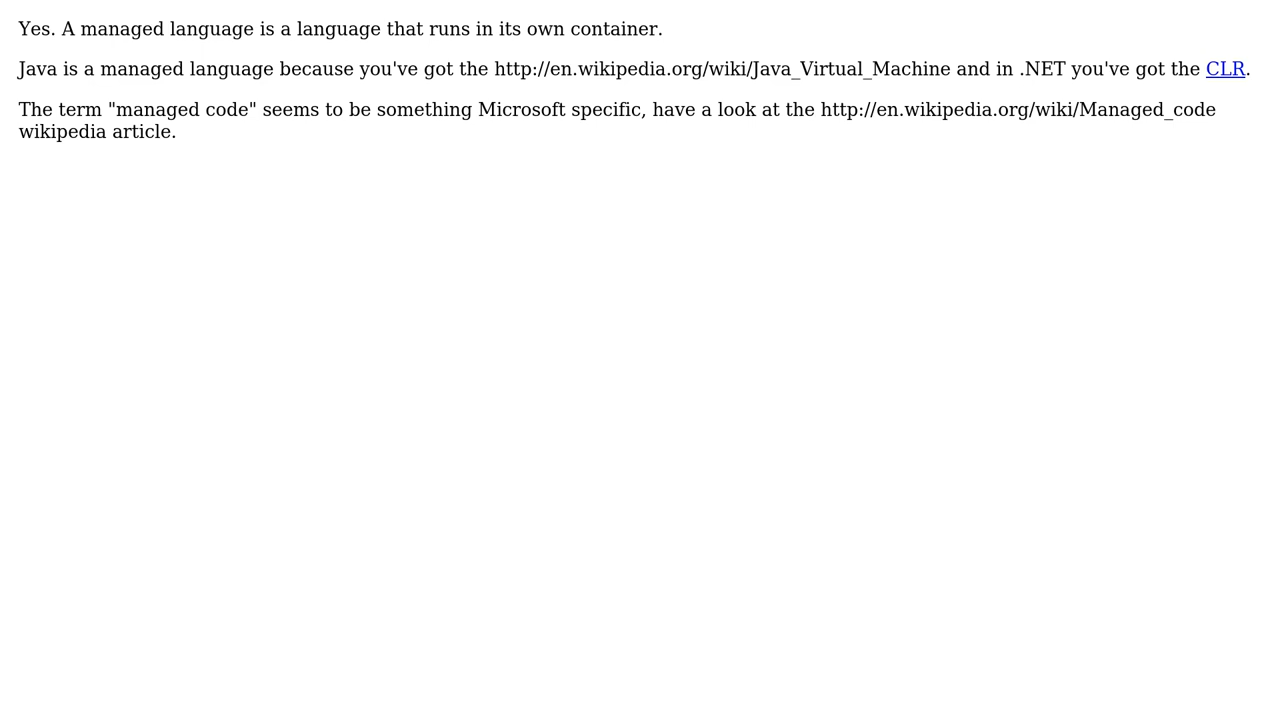 Yes. A managed language is a language that runs in its own container.
Java is a managed language because you've got the http://en.wikipedia.org/wiki/Java_Virtual_Machine and in .NET you've got the CLR.
The term "managed code" seems to be something Microsoft specific, have a look at the http://en.wikipedia.org/wiki/Managed_code
wikipedia article.